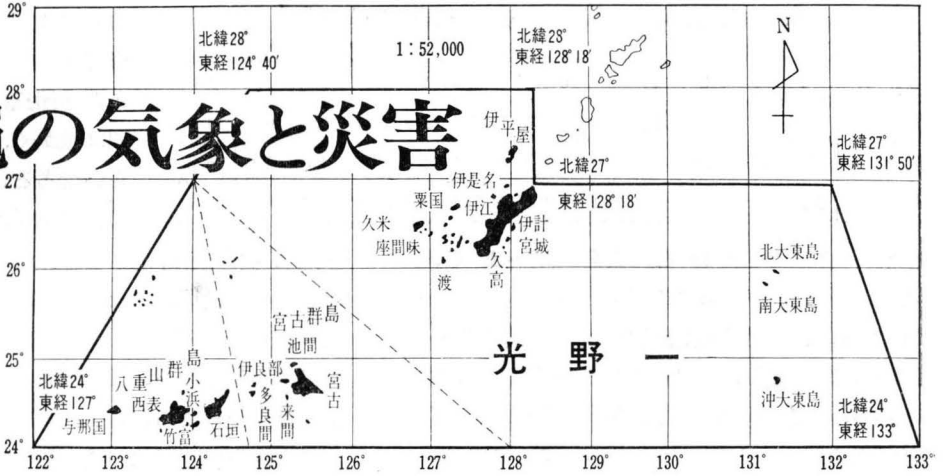 29°
28°
27°
26°
25°
24°
北緯28°
東経124°40′
1:52,000
北緯28°
東経128°18′
N
の気象と災害
伊平屋
北緯27°
東経128°18′
北緯27°
東経131°50′
伊是名
粟国
伊江
久米
座間味
伊計
宮城
渡
久高
北大東島
南大東島
光野一
宮古群島
池間
伊良部
宮古
多良間
来間
八重山群島
小浜
西表
与那国
竹富
石垣
沖大東島
北緯24°
東経127°
北緯24°
東経133°
122° 123° 124° 125° 126° 127° 128° 129° 130° 131° 132° 133°